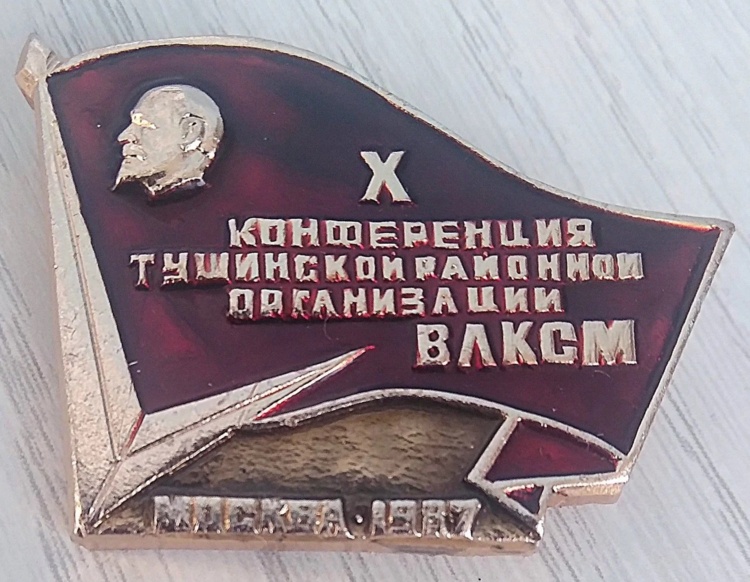 X
КОНФЕРЕНЦИЯ
ТУШИНСКОЙ РАЙОННОЙ
ОРГАНИЗАЦИИ
ВЛКСМ
МОСКВА·1987